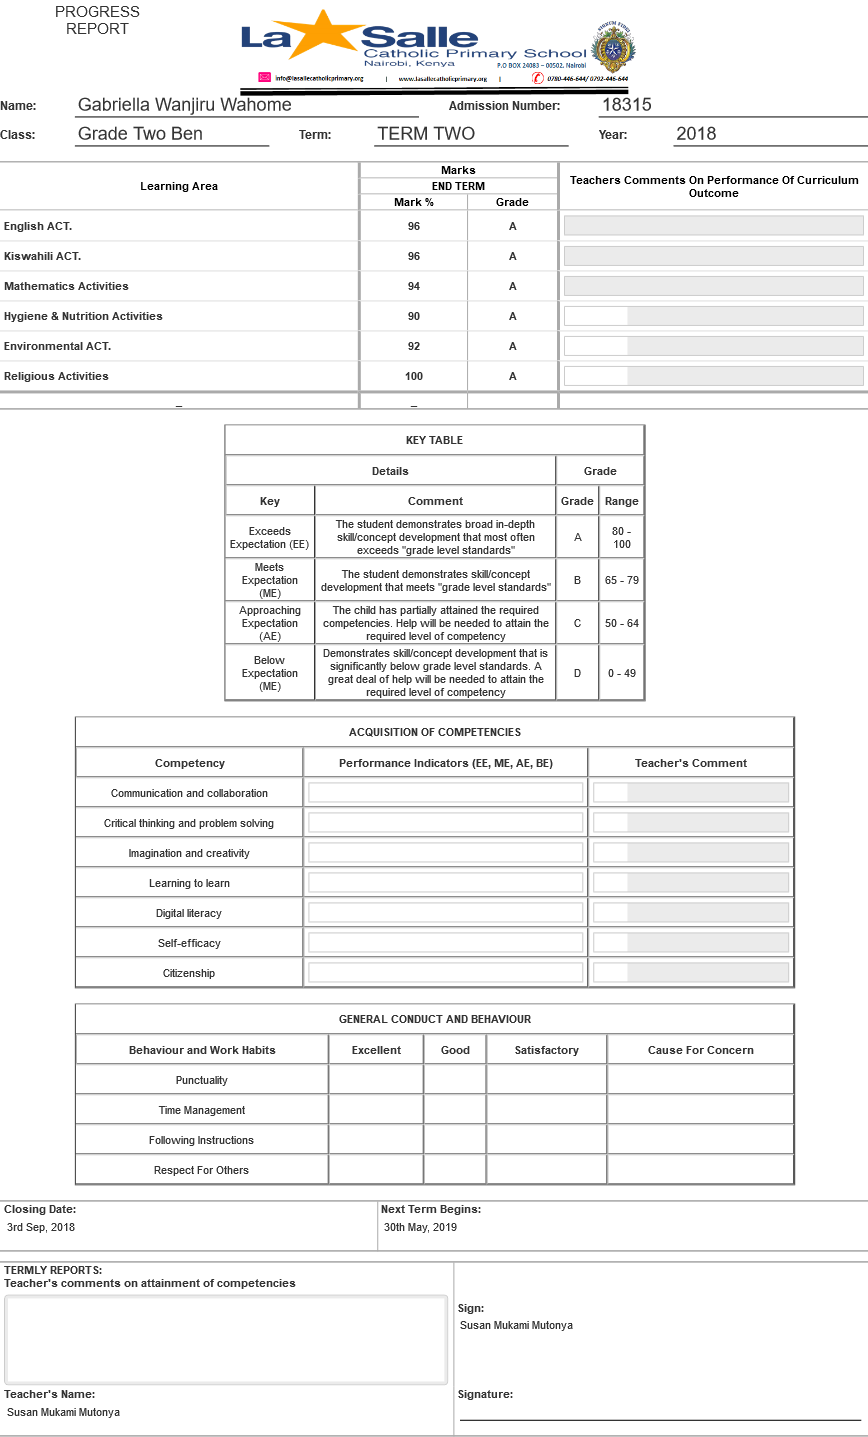 PROGRESS
REPORT
La Salle
Catholic Primary School
Nairobi, Kenya
P.O BOX 24083 – 00502, Nairobi
info@lasallecatholicprimary.org | www.lasallecatholicprimary.org | 0780-446-644/ 0792-446-644
Name: Gabriella Wanjiru Wahome Admission Number: 18315
Class: Grade Two Ben Term: TERM TWO Year: 2018
Learning Area Marks Teachers Comments On Performance Of Curriculum Outcome
END TERM
Mark % Grade
English ACT. 96 A
Kiswahili ACT. 96 A
Mathematics Activities 94 A
Hygiene & Nutrition Activities 90 A
Environmental ACT. 92 A
Religious Activities 100 A
_ _
KEY TABLE
Details Grade
Key Comment Grade Range
Exceeds Expectation (EE) The student demonstrates broad in-depth skill/concept development that most often exceeds "grade level standards" A 80 - 100
Meets Expectation (ME) The student demonstrates skill/concept development that meets "grade level standards" B 65 - 79
Approaching Expectation (AE) The child has partially attained the required competencies. Help will be needed to attain the required level of competency C 50 - 64
Below Expectation (ME) Demonstrates skill/concept development that is significantly below grade level standards. A great deal of help will be needed to attain the required level of competency D 0 - 49
ACQUISITION OF COMPETENCIES
Competency Performance Indicators (EE, ME, AE, BE) Teacher's Comment
Communication and collaboration
Critical thinking and problem solving
Imagination and creativity
Learning to learn
Digital literacy
Self-efficacy
Citizenship
GENERAL CONDUCT AND BEHAVIOUR
Behaviour and Work Habits Excellent Good Satisfactory Cause For Concern
Punctuality
Time Management
Following Instructions
Respect For Others
Closing Date: Next Term Begins:
3rd Sep, 2018 30th May, 2019
TERMLY REPORTS:
Teacher's comments on attainment of competencies
Sign:
Susan Mukami Mutonya
Teacher's Name: Signature:
Susan Mukami Mutonya